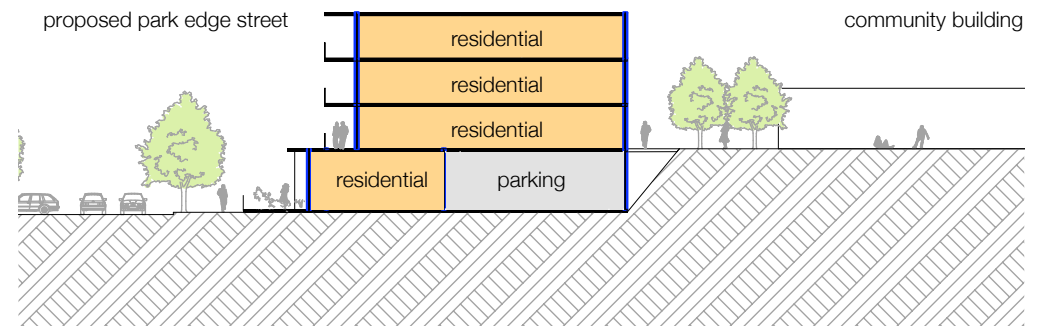 proposed park edge street
community building
residential
residential
residential
residential parking